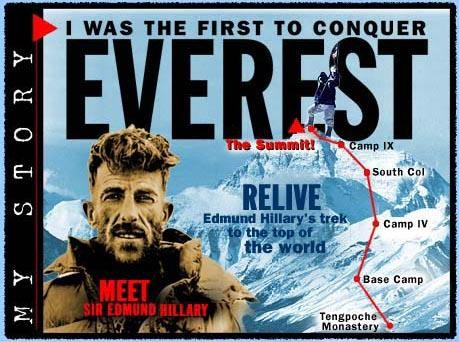 MY STORY
I WAS THE FIRST TO CONQUER
EVEREST
The Summit!
Camp IX
South Col
RELIVE
Edmund Hillary's trek
to the top of
the world
Camp IV
MEET
SIR EDMUND HILLARY
Base Camp
Tengpoche
Monastery